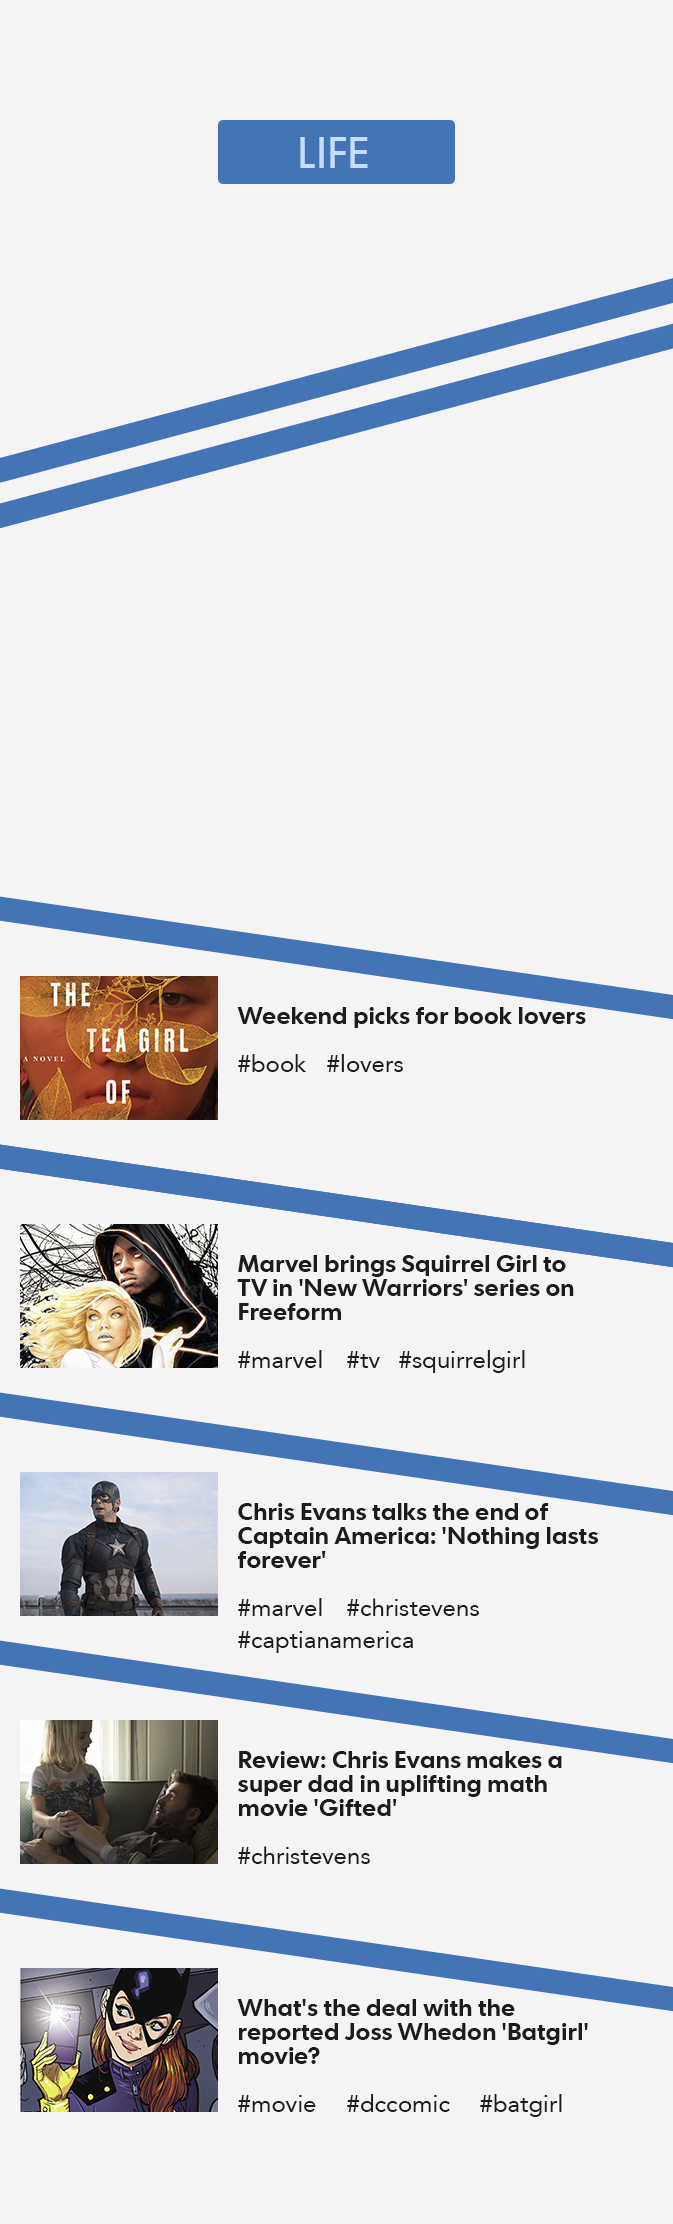 LIFE
THE
TEA GIRL
A NOVEL
OF
Weekend picks for book lovers
#book #lovers
Marvel brings Squirrel Girl to
TV in 'New Warriors' series on
Freeform
#marvel #tv #squirrelgirl
Chris Evans talks the end of
Captain America: 'Nothing lasts
forever'
#marvel #christevens
#captianamerica
Review: Chris Evans makes a
super dad in uplifting math
movie 'Gifted'
#christevens
What's the deal with the
reported Joss Whedon 'Batgirl'
movie?
#movie #dccomic #batgirl